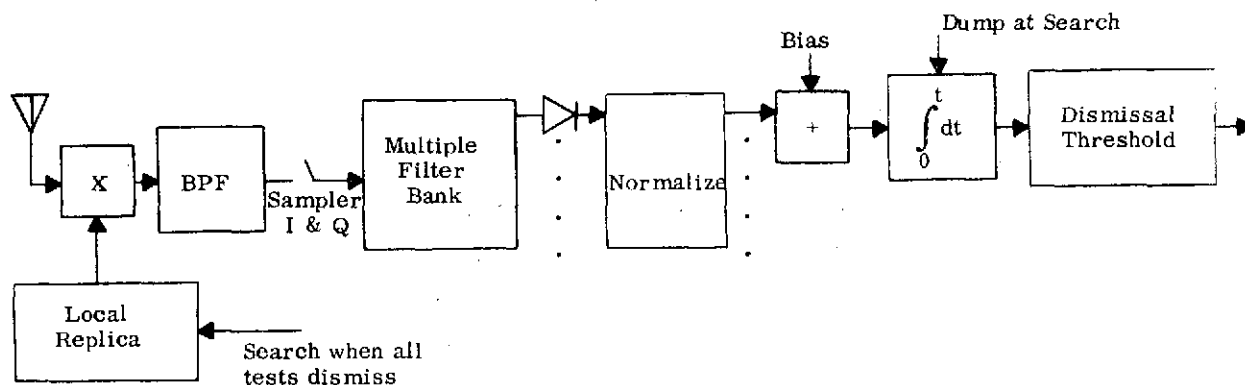 Dump at Search
Bias
X
BPF
Sampler
I & Q
Multiple
Filter
Bank
Normalize
+
∫
t
0
dt
Dismissal
Threshold
Local
Replica
Search when all
tests dismiss